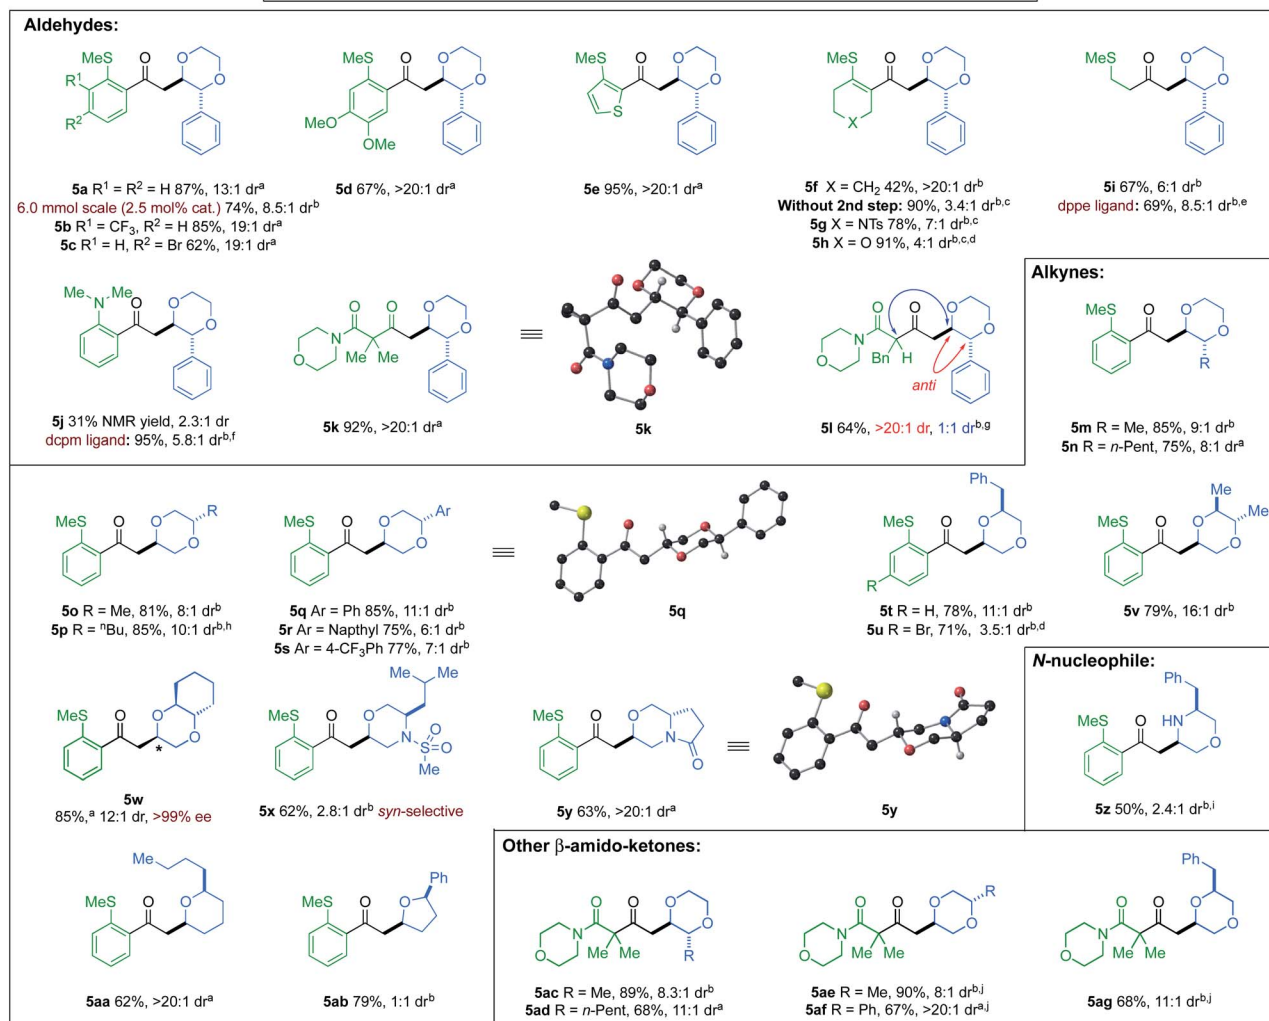 Aldehydes:
MeS
O
O
O
R¹
R²
5a R¹ = R² = H 87%, 13:1 drᵃ
6.0 mmol scale (2.5 mol% cat.) 74%, 8.5:1 drᵇ
5b R¹ = CF₃, R² = H 85%, 19:1 drᵃ
5c R¹ = H, R² = Br 62%, 19:1 drᵃ
MeS
O
O
O
MeO
OMe
5d 67%, >20:1 drᵃ
MeS
O
O
O
S
5e 95%, >20:1 drᵃ
MeS
O
O
O
X
5f X = CH₂ 42%, >20:1 drᵇ
Without 2nd step: 90%, 3.4:1 drᵇ,ᶜ
5g X = NTs 78%, 7:1 drᵇ,ᶜ
5h X = O 91%, 4:1 drᵇ,ᶜ,ᵈ
MeS
O
O
O
5i 67%, 6:1 drᵇ
dppe ligand: 69%, 8.5:1 drᵇ,ᵉ
Me
Me
N
O
O
O
5j 31% NMR yield, 2.3:1 dr
dcpm ligand: 95%, 5.8:1 drᵇ,ᶠ
O
O
O
O
N
O
Me
Me
5k 92%, >20:1 drᵃ
5k
O
O
O
O
N
O
Bn
H
anti
5l 64%, >20:1 dr, 1:1 drᵇ,ᵍ
Alkynes:
MeS
O
O
O
R
5m R = Me, 85%, 9:1 drᵇ
5n R = n-Pent, 75%, 8:1 drᵃ
MeS
O
O
O
R
5o R = Me, 81%, 8:1 drᵇ
5p R = ⁿBu, 85%, 10:1 drᵇ,ʰ
MeS
O
O
O
Ar
5q Ar = Ph 85%, 11:1 drᵇ
5r Ar = Napthyl 75%, 6:1 drᵇ
5s Ar = 4-CF₃Ph 77%, 7:1 drᵇ
5q
Ph
MeS
O
O
O
R
5t R = H, 78%, 11:1 drᵇ
5u R = Br, 71%, 3.5:1 drᵇ,ᵈ
Me
Me
MeS
O
O
O
5v 79%, 16:1 drᵇ
MeS
O
O
O
*
5w
85%,ᵃ 12:1 dr, >99% ee
Me
Me
MeS
O
O
N
S
O
O
Me
5x 62%, 2.8:1 drᵇ syn-selective
MeS
O
O
N
O
5y 63%, >20:1 drᵃ
5y
N-nucleophile:
Ph
MeS
O
HN
O
5z 50%, 2.4:1 drᵇ,ⁱ
Me
MeS
O
O
5aa 62%, >20:1 drᵃ
Ph
MeS
O
O
5ab 79%, 1:1 drᵇ
Other β-amido-ketones:
O
O
O
O
N
O
Me
Me
R
5ac R = Me, 89%, 8.3:1 drᵇ
5ad R = n-Pent, 68%, 11:1 drᵃ
O
O
O
O
N
O
Me
Me
R
5ae R = Me, 90%, 8:1 drᵇ,ʲ
5af R = Ph, 67%, >20:1 drᵃ,ʲ
Ph
O
O
O
O
N
O
Me
Me
5ag 68%, 11:1 drᵇ,ʲ